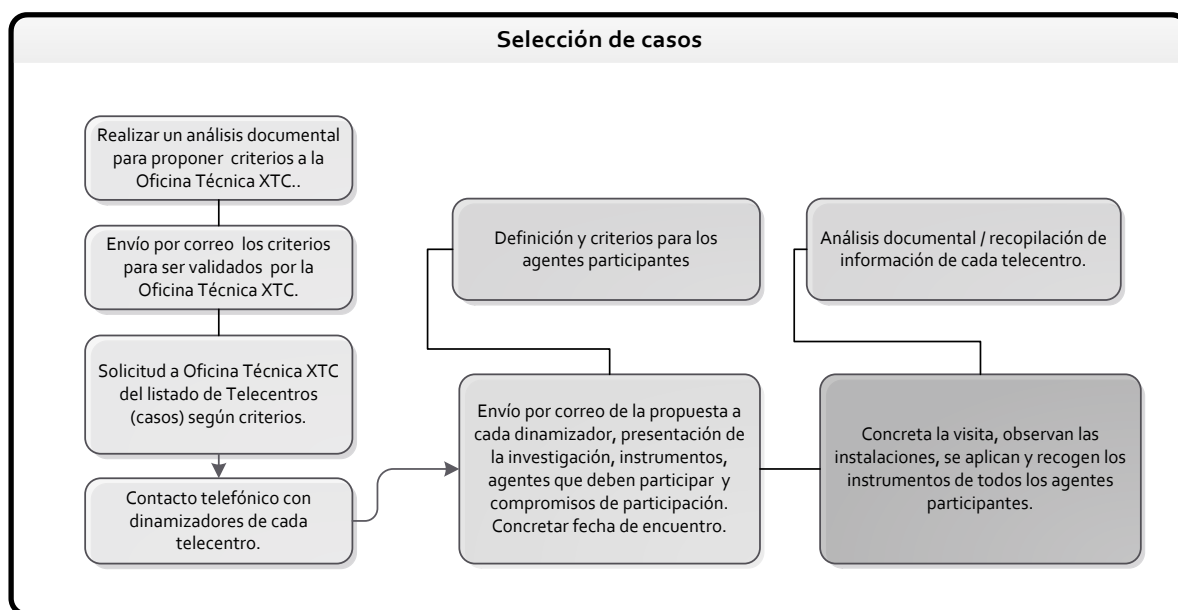 Selección de casos
Realizar un análisis documental
para proponer criterios a la
Oficina Técnica XTC..
Envío por correo los criterios
para ser validados por la
Oficina Técnica XTC.
Solicitud a Oficina Técnica XTC
del listado de Telecentros
(casos) según criterios.
Contacto telefónico con
dinamizadores de cada
telecentro.
Definición y criterios para los
agentes participantes
Envío por correo de la propuesta a
cada dinamizador, presentación de
la investigación, instrumentos,
agentes que deben participar y
compromisos de participación.
Concretar fecha de encuentro.
Análisis documental / recopilación de
información de cada telecentro.
Concreta la visita, observan las
instalaciones, se aplican y recogen los
instrumentos de todos los agentes
participantes.